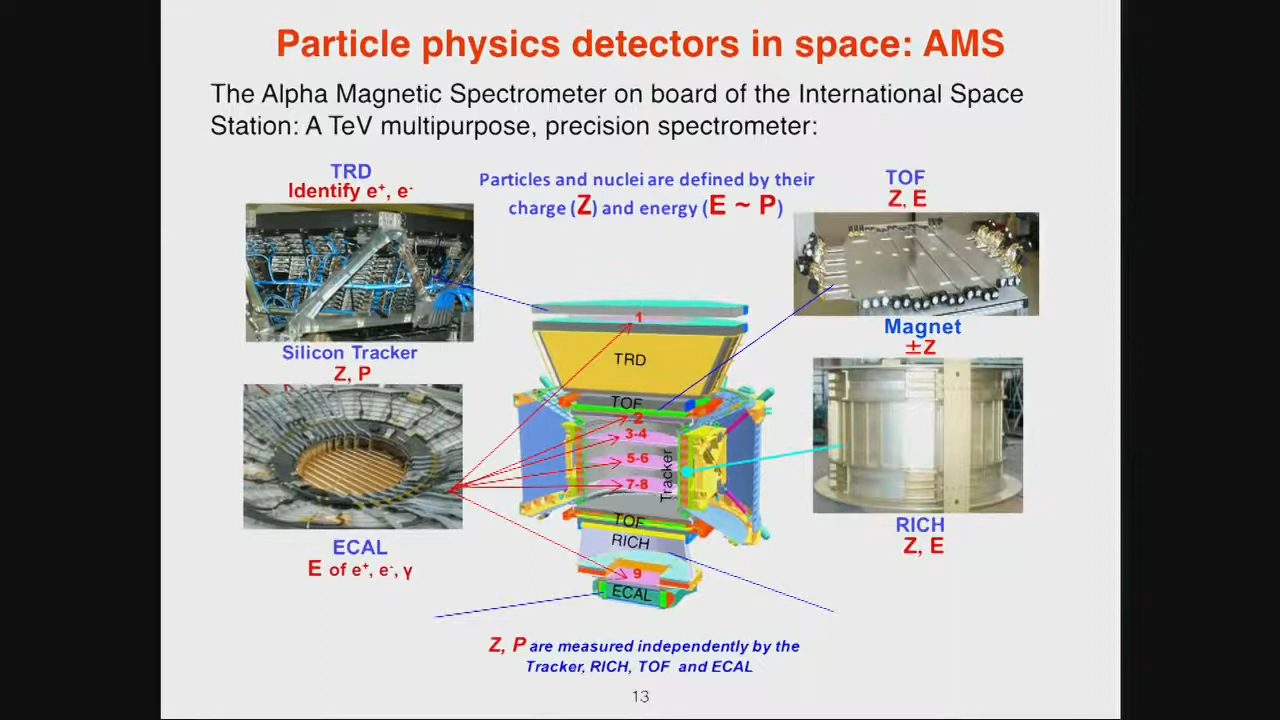 Particle physics detectors in space: AMS
The Alpha Magnetic Spectrometer on board of the International Space
Station: A TeV multipurpose, precision spectrometer:
TRD
Identify e⁺, e⁻
Particles and nuclei are defined by their
charge (Z) and energy (E ~ P)
TOF
Z, E
Silicon Tracker
Z, P
Magnet
±Z
1
TRD
TOF
2
3-4
5-6
7-8
Tracker
TOF
RICH
9
ECAL
ECAL
E of e⁺, e⁻, γ
RICH
Z, E
Z, P are measured independently by the
Tracker, RICH, TOF and ECAL
13